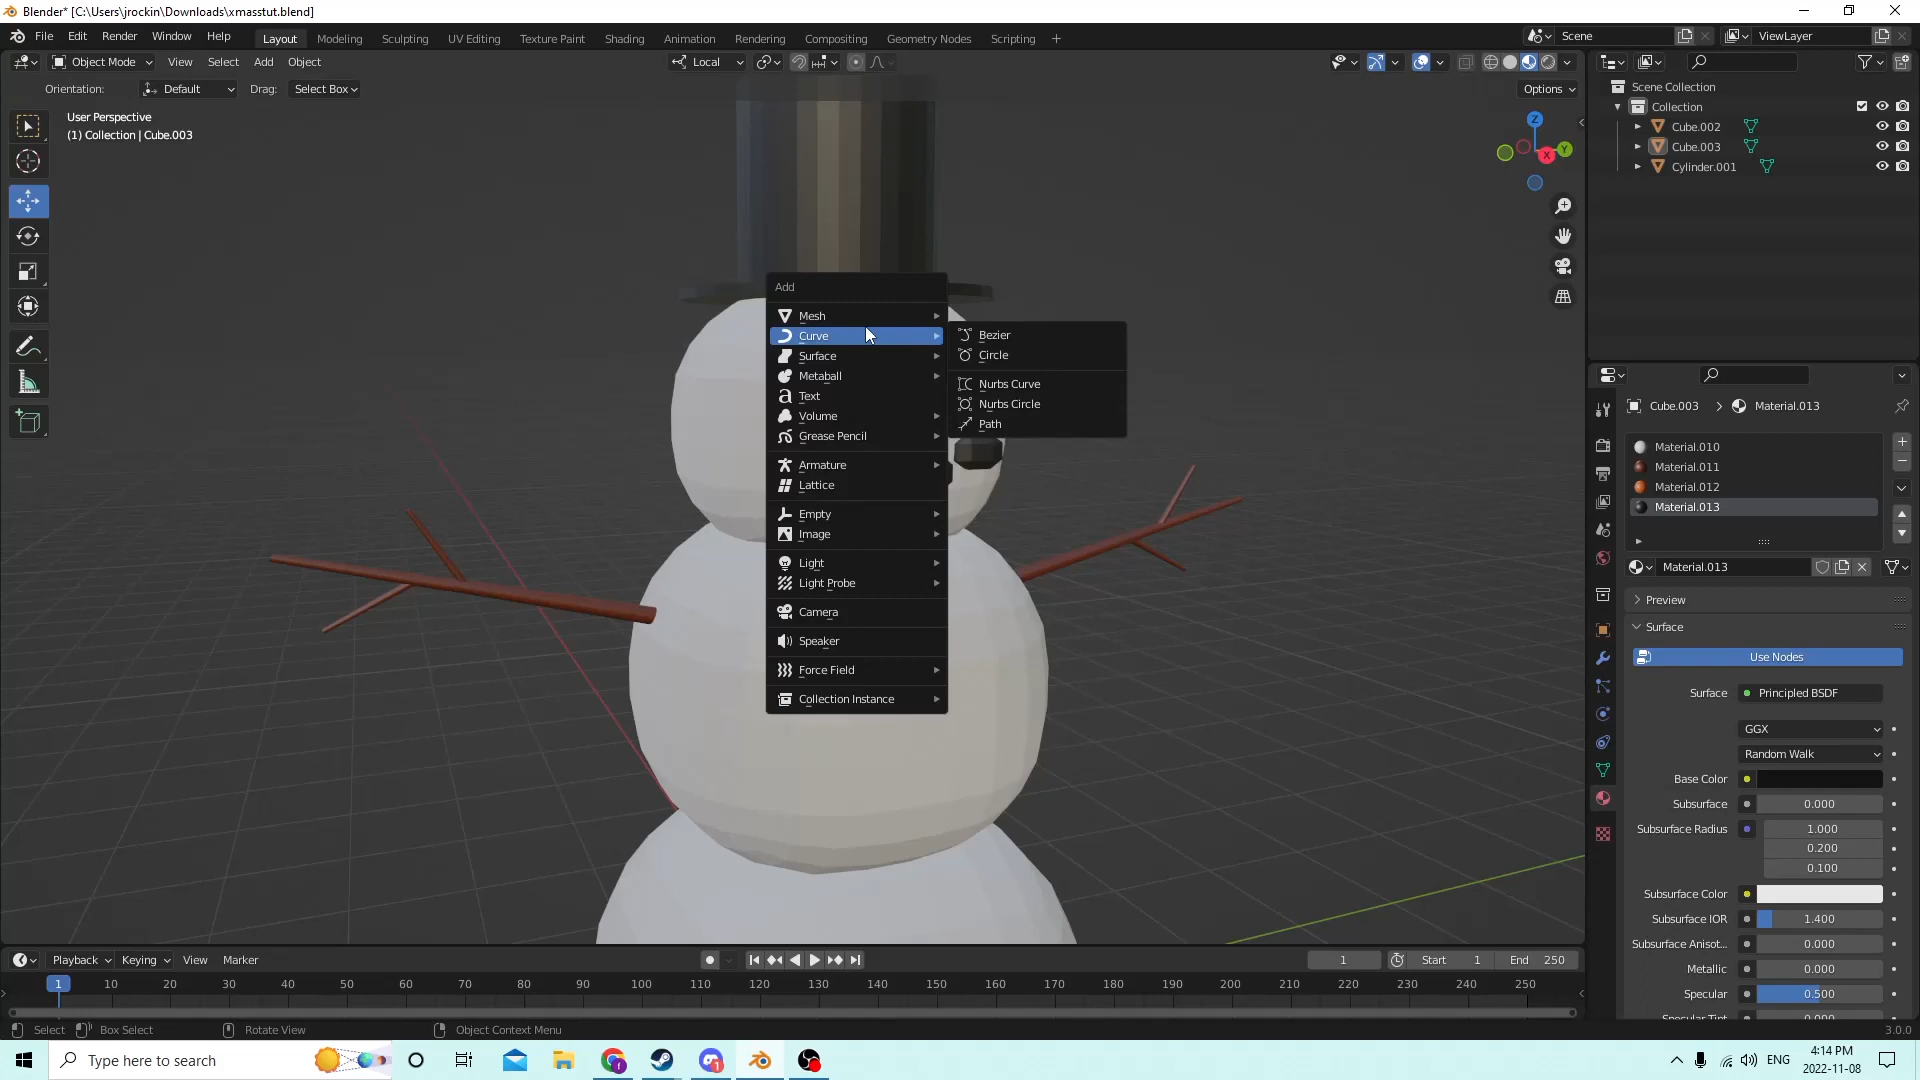 Blender* [C:\Users\jrockin\Downloads\xmasstut.blend]
File Edit Render Window Help Layout Modeling Sculpting UV Editing Texture Paint Shading Animation Rendering Compositing Geometry Nodes Scripting + Scene ViewLayer
Object Mode View Select Add Object Local
Orientation: Default Drag: Select Box Options
User Perspective
(1) Collection | Cube.003
Z
X
Y
Scene Collection
Collection
Cube.002
Cube.003
Cylinder.001
Add
Mesh
Curve
Surface
Metaball
Text
Volume
Grease Pencil
Armature
Lattice
Empty
Image
Light
Light Probe
Camera
Speaker
Force Field
Collection Instance
Bezier
Circle
Nurbs Curve
Nurbs Circle
Path
Cube.003 > Material.013
Material.010
Material.011
Material.012
Material.013
Material.013
Preview
Surface
Use Nodes
Surface Principled BSDF
GGX
Random Walk
Base Color
Subsurface 0.000
Subsurface Radius 1.000
0.200
0.100
Subsurface Color
Subsurface IOR 1.400
Subsurface Anisot... 0.000
Metallic 0.000
Specular 0.500
Specular Tint 0.000
Playback Keying View Marker 1 Start 1 End 250
1 10 20 30 40 50 60 70 80 90 100 110 120 130 140 150 160 170 180 190 200 210 220 230 240 250
Select Box Select Rotate View Object Context Menu 3.0.0
Type here to search ENG 4:14 PM
2022-11-08